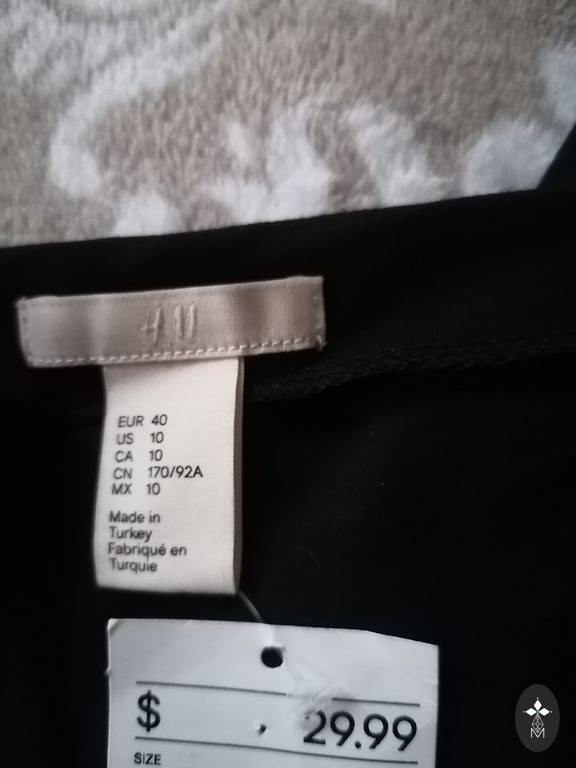 H&M
EUR 40
US 10
CA 10
CN 170/92A
MX 10
Made in
Turkey
Fabriqué en
Turquie
$ 29.99
SIZE
M